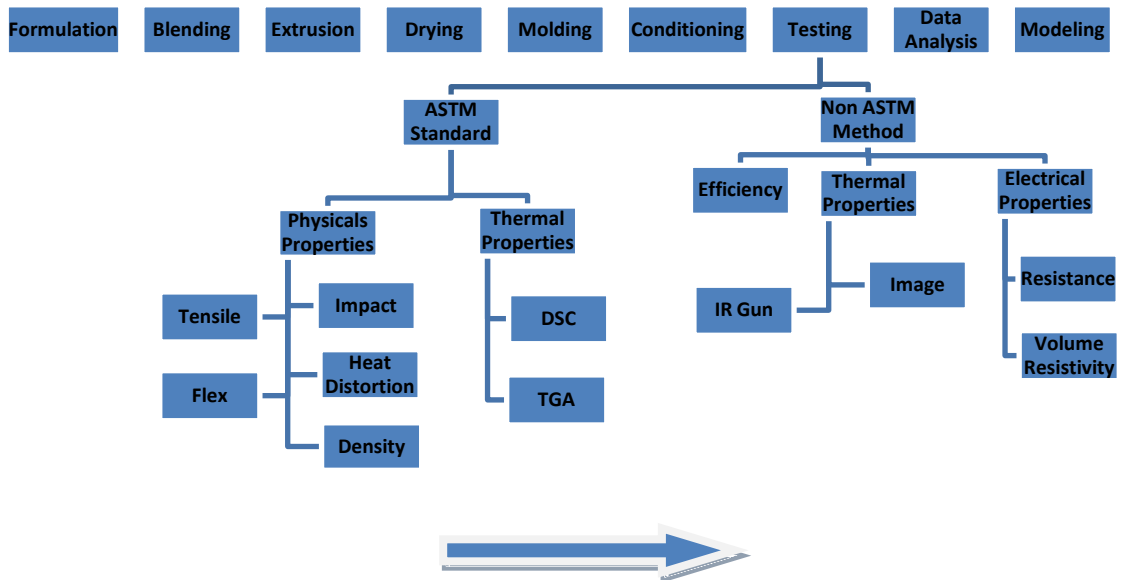 Formulation
Blending
Extrusion
Drying
Molding
Conditioning
Testing
Data
Analysis
Modeling
ASTM
Standard
Non ASTM
Method
Physicals
Properties
Thermal
Properties
Efficiency
Thermal
Properties
Electrical
Properties
Tensile
Impact
Flex
Heat
Distortion
Density
DSC
TGA
IR Gun
Image
Resistance
Volume
Resistivity